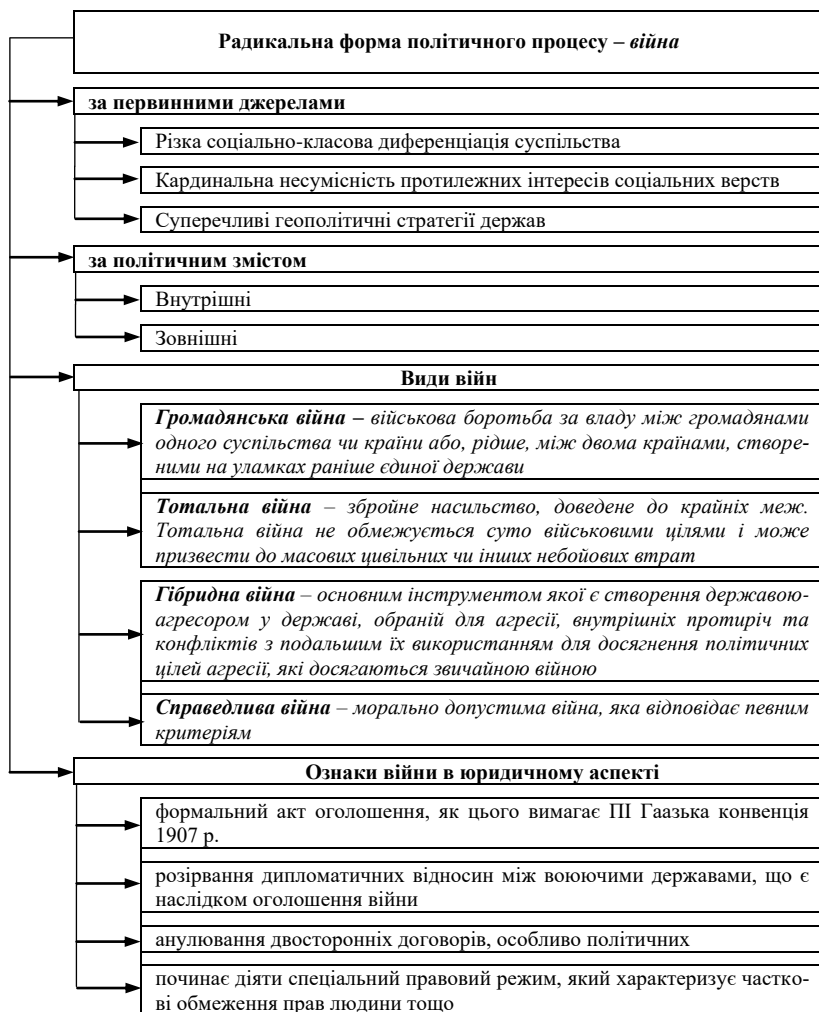 Радикальна форма політичного процесу – війна
за первинними джерелами
Різка соціально-класова диференціація суспільства
Кардинальна несумісність протилежних інтересів соціальних верств
Суперечливі геополітичні стратегії держав
за політичним змістом
Внутрішні
Зовнішні
Види війн
Громадянська війна – військова боротьба за владу між громадянами
одного суспільства чи країни або, рідше, між двома країнами, створе-
ними на уламках раніше єдиної держави
Тотальна війна – збройне насильство, доведене до крайніх меж.
Тотальна війна не обмежується суто військовими цілями і може
призвести до масових цивільних чи інших небойових втрат
Гібридна війна – основним інструментом якої є створення державою-
агресором у державі, обраній для агресії, внутрішніх протиріч та
конфліктів з подальшим їх використанням для досягнення політичних
цілей агресії, які досягаються звичайною війною
Справедлива війна – морально допустима війна, яка відповідає певним
критеріям
Ознаки війни в юридичному аспекті
формальний акт оголошення, як цього вимагає ПІ Гаазька конвенція
1907 р.
розірвання дипломатичних відносин між воюючими державами, що є
наслідком оголошення війни
анулювання двосторонніх договорів, особливо політичних
починає діяти спеціальний правовий режим, який характеризує частко-
ві обмеження прав людини тощо